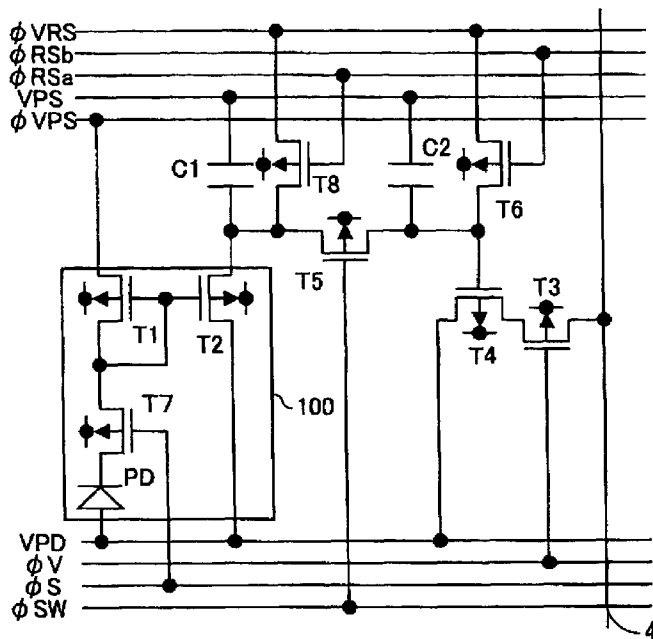 φVRS
φRSb
φRSa
VPS
φVPS
C1
T8
C2
T6
T5
T3
T4
T1
T2
T7
100
PD
VPD
φV
φS
φSW
4